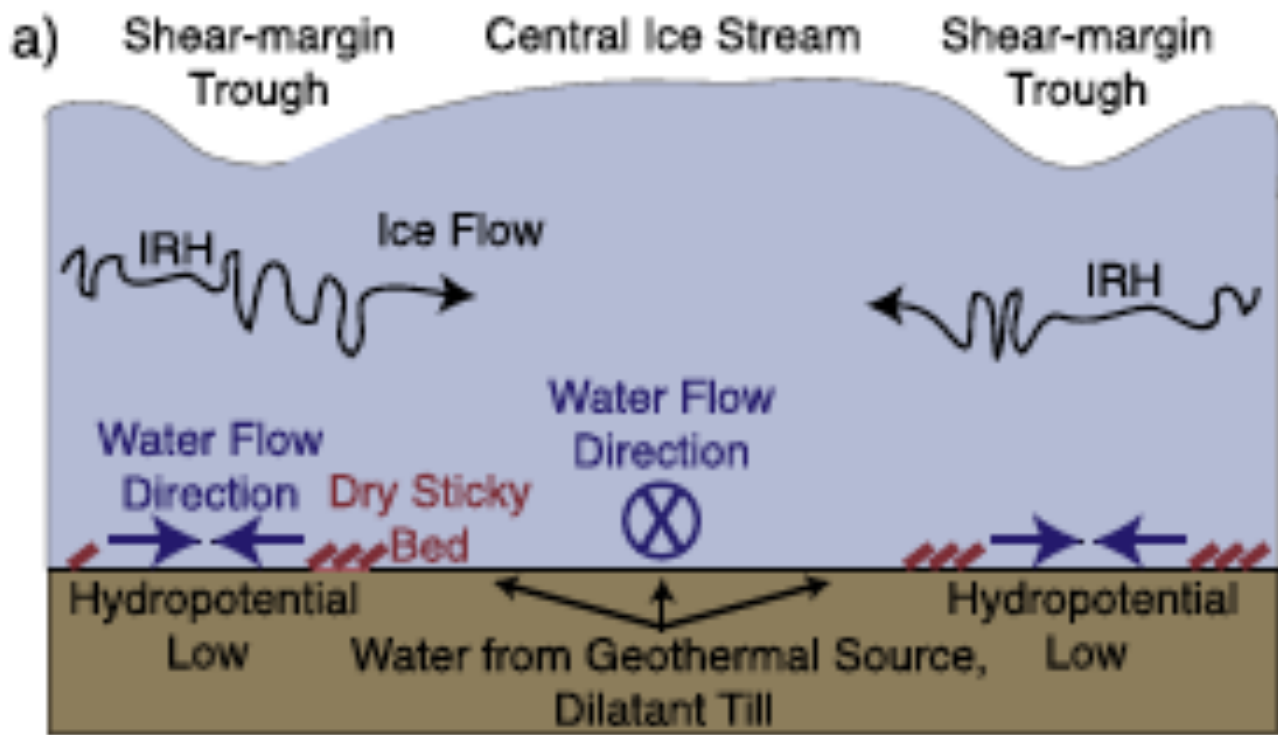 a)
Shear-margin
Trough
Central Ice Stream
Shear-margin
Trough
IRH
Ice Flow
IRH
Water Flow
Direction
Water Flow
Direction
Dry Sticky
Bed
Hydropotential
Low
Hydropotential
Low
Water from Geothermal Source,
Dilatant Till